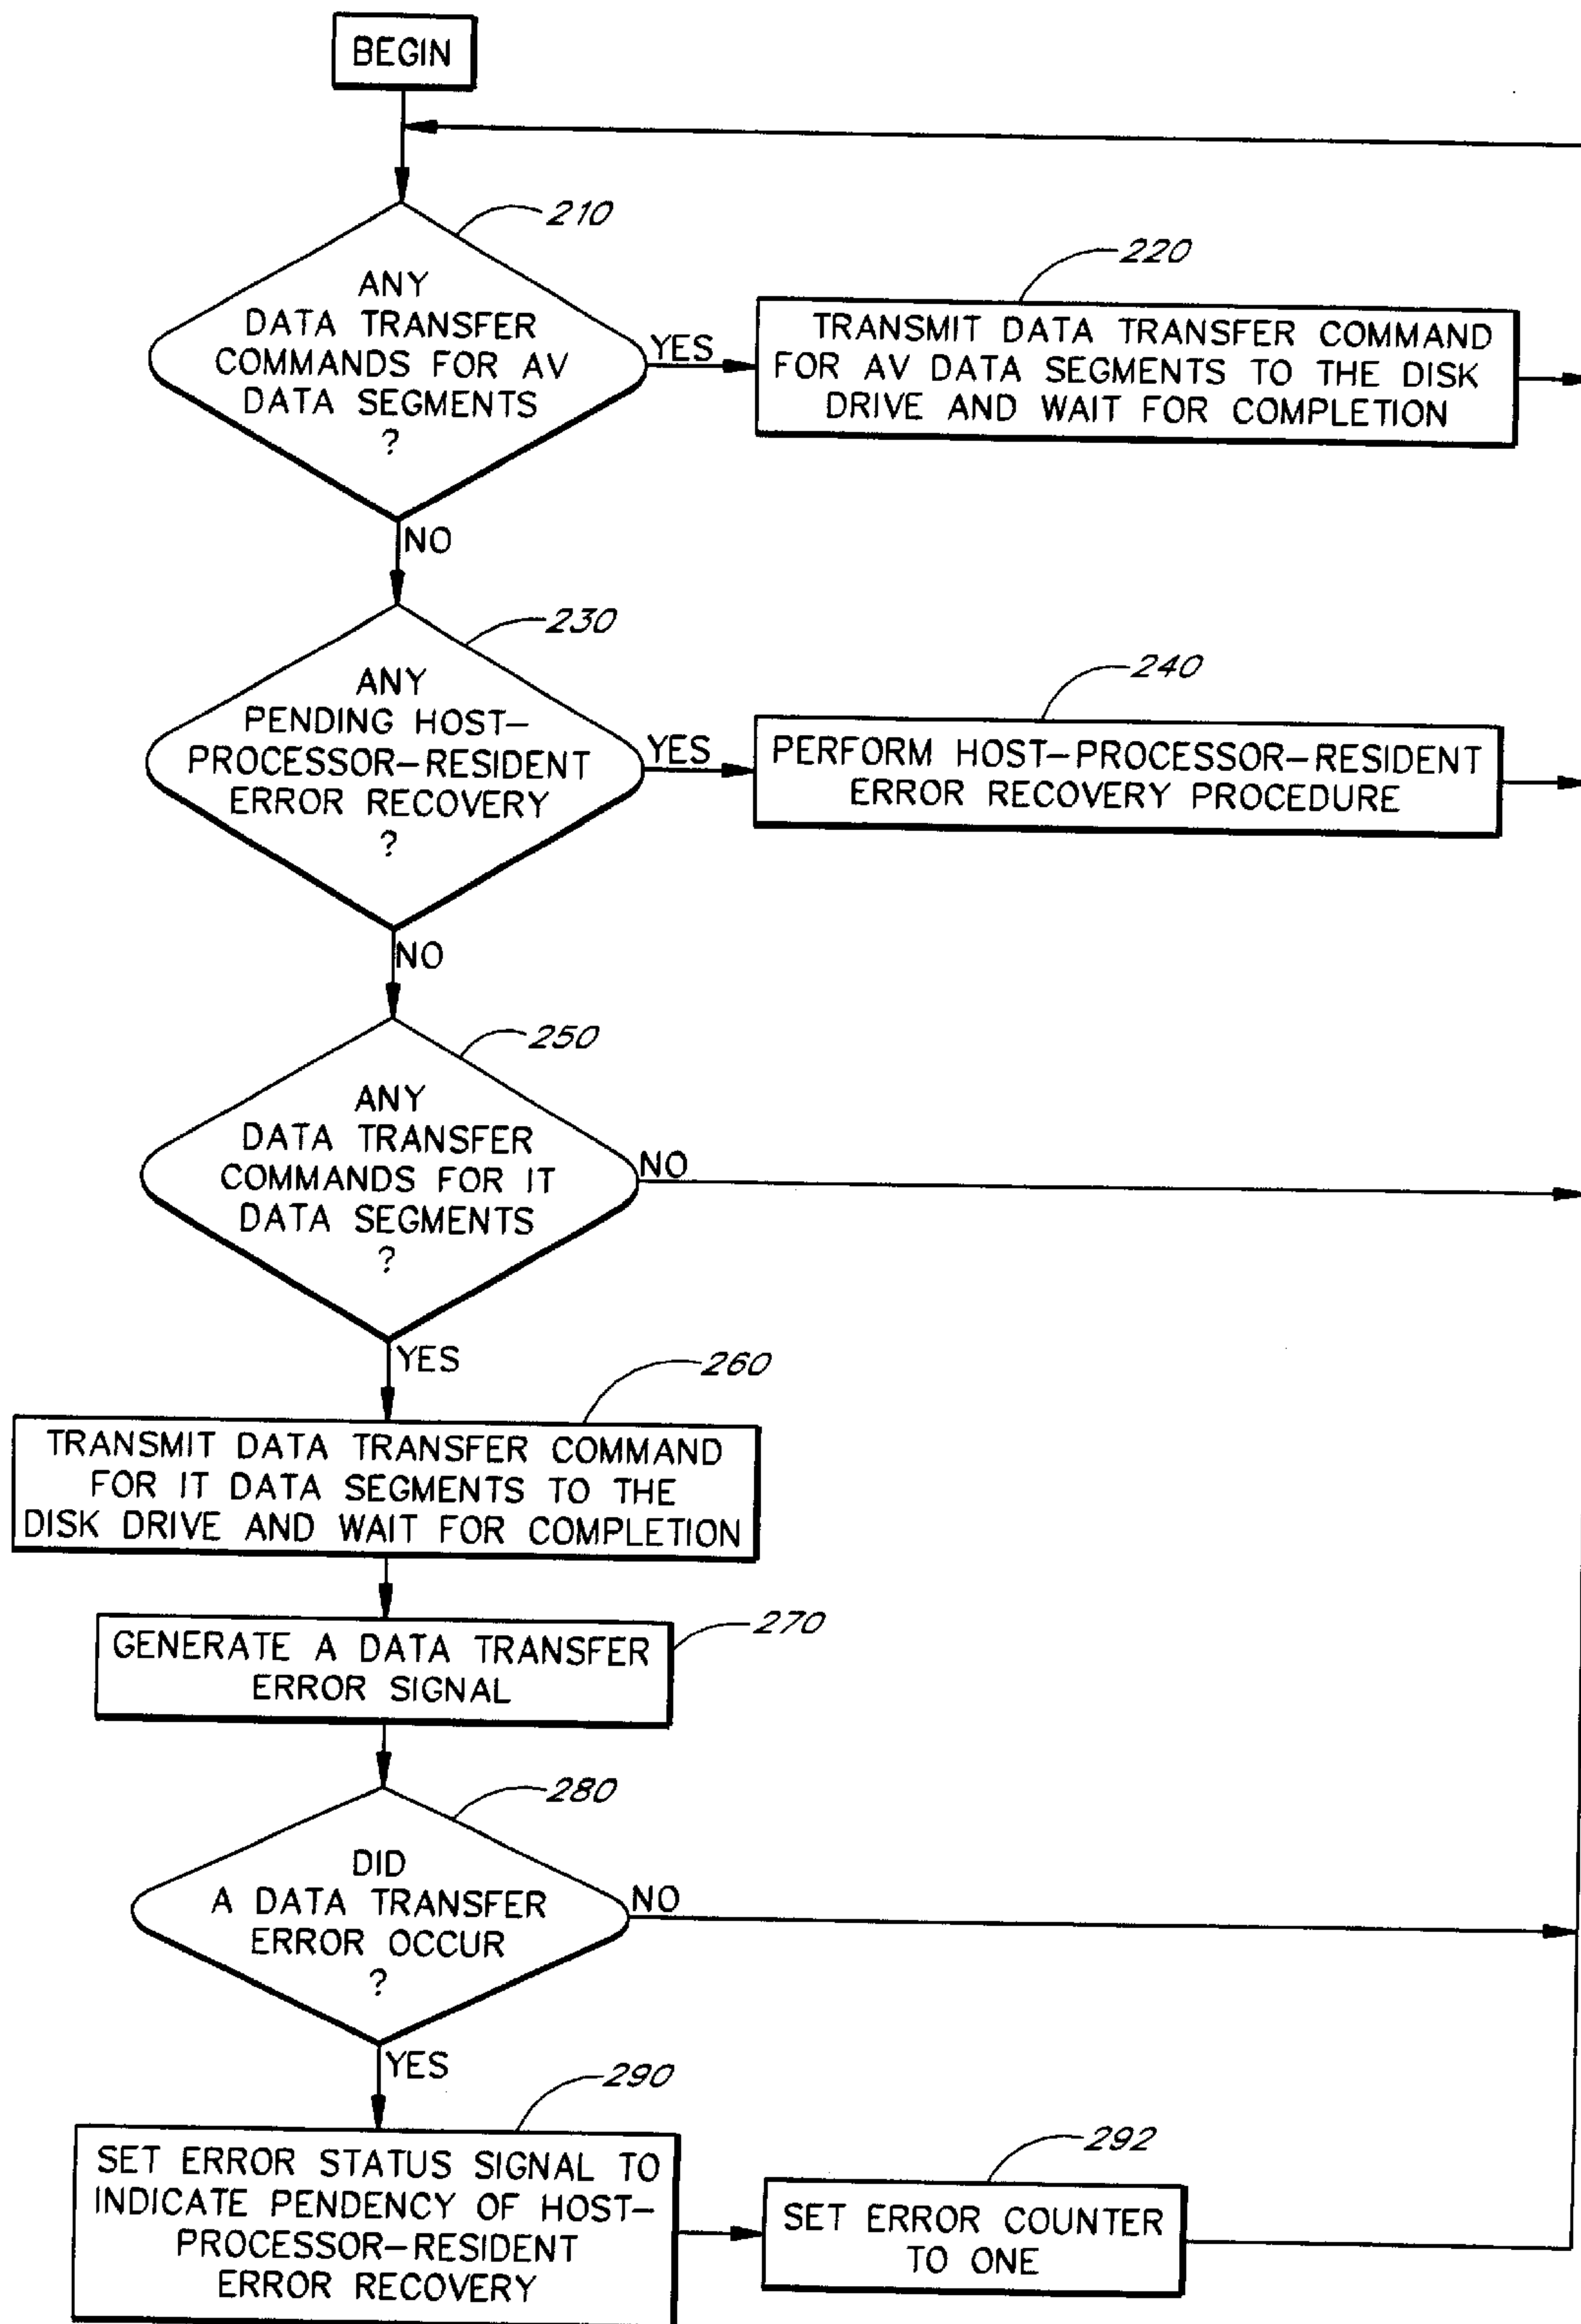 BEGIN
210
ANY
DATA TRANSFER
COMMANDS FOR AV
DATA SEGMENTS
?
YES
220
TRANSMIT DATA TRANSFER COMMAND
FOR AV DATA SEGMENTS TO THE DISK
DRIVE AND WAIT FOR COMPLETION
NO
230
ANY
PENDING HOST–
PROCESSOR–RESIDENT
ERROR RECOVERY
?
YES
240
PERFORM HOST–PROCESSOR–RESIDENT
ERROR RECOVERY PROCEDURE
NO
250
ANY
DATA TRANSFER
COMMANDS FOR IT
DATA SEGMENTS
?
NO
YES
260
TRANSMIT DATA TRANSFER COMMAND
FOR IT DATA SEGMENTS TO THE
DISK DRIVE AND WAIT FOR COMPLETION
270
GENERATE A DATA TRANSFER
ERROR SIGNAL
280
DID
A DATA TRANSFER
ERROR OCCUR
?
NO
YES
290
SET ERROR STATUS SIGNAL TO
INDICATE PENDENCY OF HOST–
PROCESSOR–RESIDENT
ERROR RECOVERY
292
SET ERROR COUNTER
TO ONE